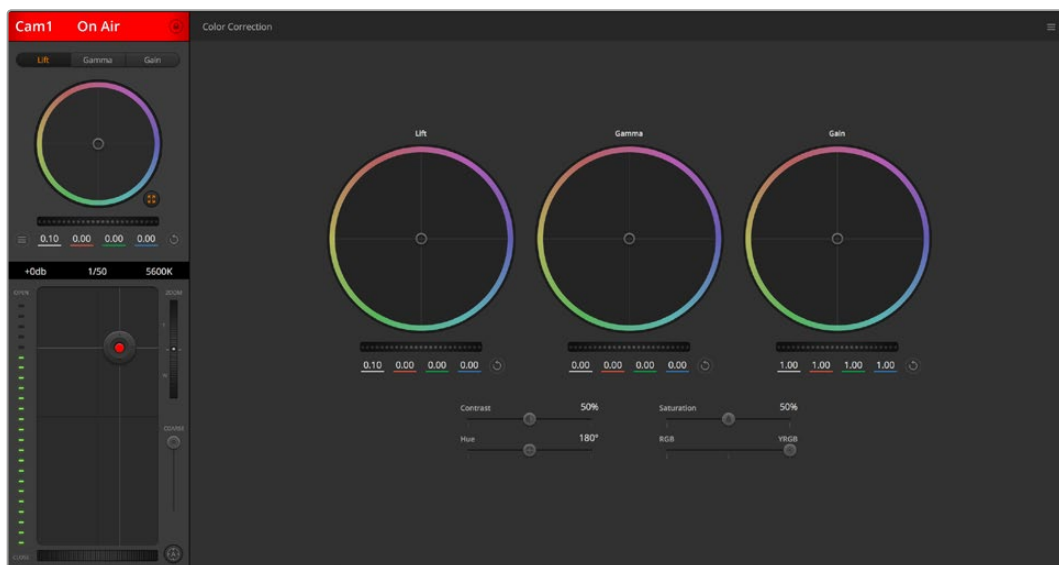 Cam1 On Air
Color Correction
Lift Gamma Gain
0.10 0.00 0.00 0.00
+0db 1/50 5600K
OPEN
ZOOM
COARSE
CLOSE
Lift Gamma Gain
0.10 0.00 0.00 0.00
0.00 0.00 0.00 0.00
1.00 1.00 1.00 1.00
Contrast 50%
Saturation 50%
Hue 180°
RGB YRGB